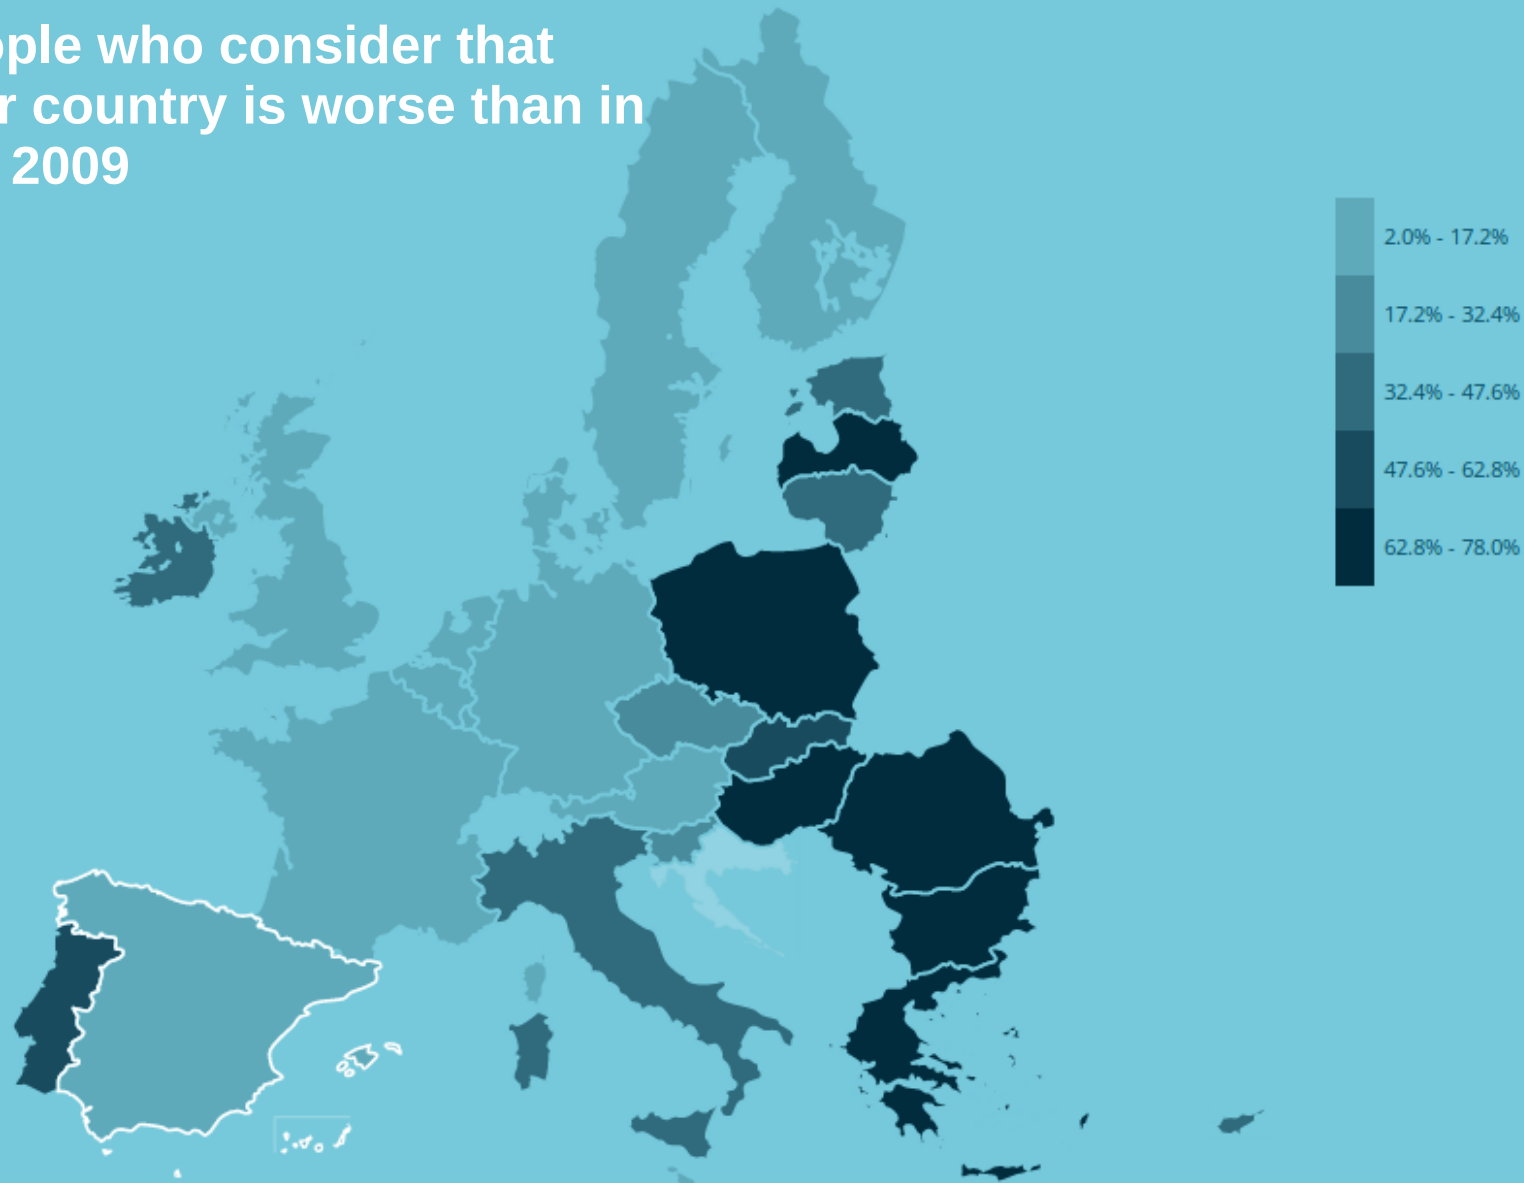 ople who consider that
r country is worse than in
2009
2.0% - 17.2%
17.2% - 32.4%
32.4% - 47.6%
47.6% - 62.8%
62.8% - 78.0%